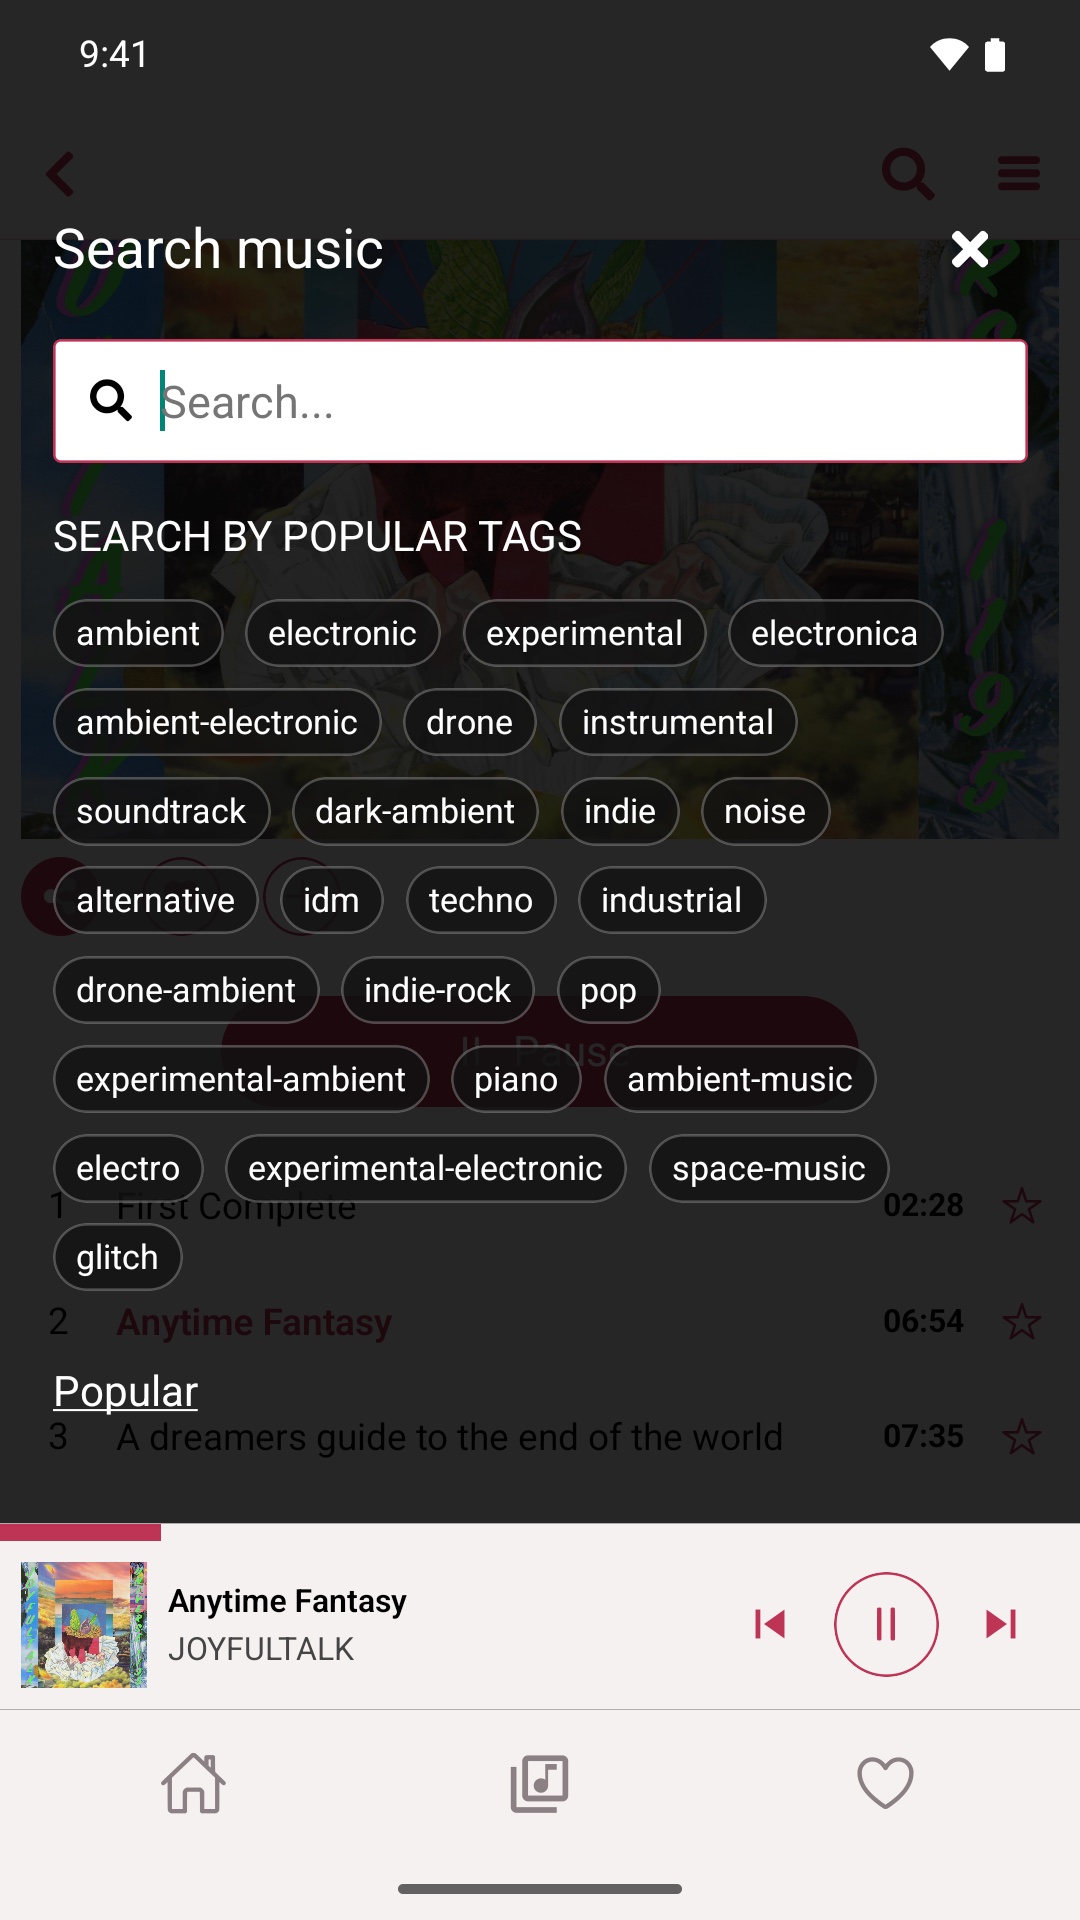 9:41
Search music
Search...
SEARCH BY POPULAR TAGS
ambient electronic experimental electronica
ambient-electronic drone instrumental
soundtrack dark-ambient indie noise
alternative idm techno industrial
drone-ambient indie-rock pop
Pause
experimental-ambient piano ambient-music
electro experimental-electronic space-music
1 First Complete 02:28
glitch
2 Anytime Fantasy 06:54
Popular
3 A dreamers guide to the end of the world 07:35
Anytime Fantasy
JOYFULTALK